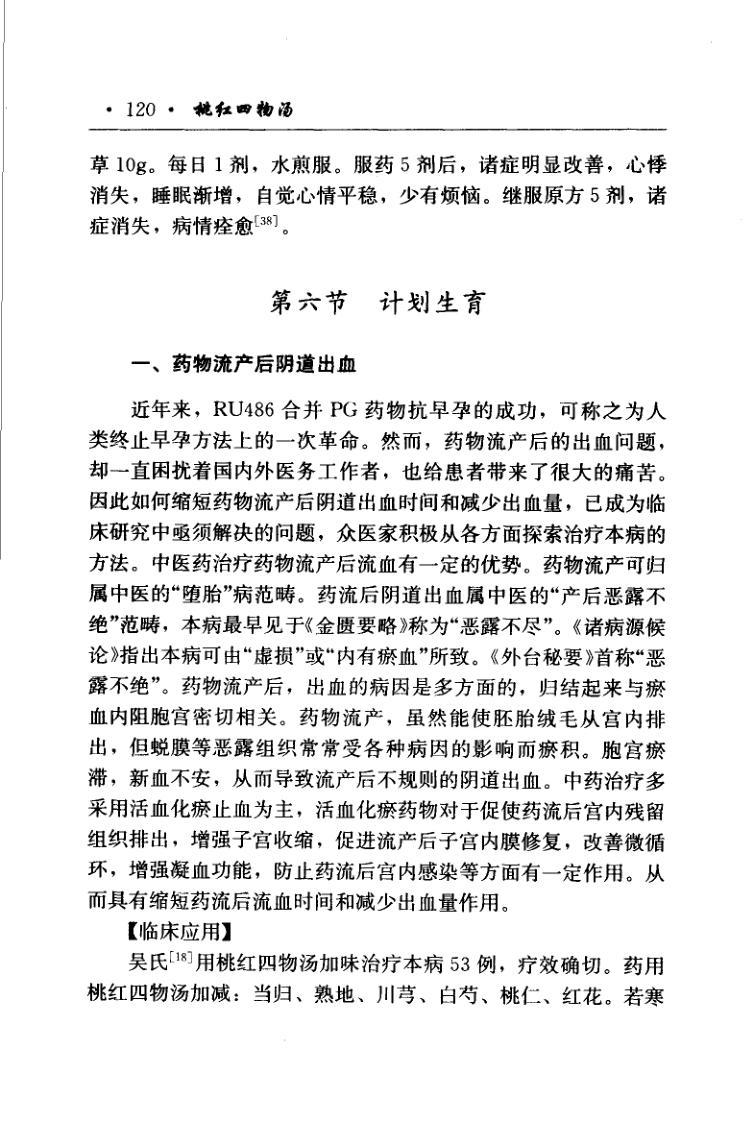 · 120 · 桃红四物汤
草 10g。每日 1 剂，水煎服。服药 5 剂后，诸症明显改善，心悸
消失，睡眠渐增，自觉心情平稳，少有烦恼。继服原方 5 剂，诸
症消失，病情痊愈[38]。
第六节　计划生育
一、药物流产后阴道出血
近年来，RU486 合并 PG 药物抗早孕的成功，可称之为人
类终止早孕方法上的一次革命。然而，药物流产后的出血问题，
却一直困扰着国内外医务工作者，也给患者带来了很大的痛苦。
因此如何缩短药物流产后阴道出血时间和减少出血量，已成为临
床研究中亟须解决的问题，众医家积极从各方面探索治疗本病的
方法。中医药治疗药物流产后流血有一定的优势。药物流产可归
属中医的“堕胎”病范畴。药流后阴道出血属中医的“产后恶露不
绝”范畴，本病最早见于《金匮要略》称为“恶露不尽”。《诸病源候
论》指出本病可由“虚损”或“内有瘀血”所致。《外台秘要》首称“恶
露不绝”。药物流产后，出血的病因是多方面的，归结起来与瘀
血内阻胞宫密切相关。药物流产，虽然能使胚胎绒毛从宫内排
出，但蜕膜等恶露组织常常受各种病因的影响而瘀积。胞宫瘀
滞，新血不安，从而导致流产后不规则的阴道出血。中药治疗多
采用活血化瘀止血为主，活血化瘀药物对于促使药流后宫内残留
组织排出，增强子宫收缩，促进流产后子宫内膜修复，改善微循
环，增强凝血功能，防止药流后宫内感染等方面有一定作用。从
而具有缩短药流后流血时间和减少出血量作用。
【临床应用】
吴氏[18]用桃红四物汤加味治疗本病 53 例，疗效确切。药用
桃红四物汤加减：当归、熟地、川芎、白芍、桃仁、红花。若寒